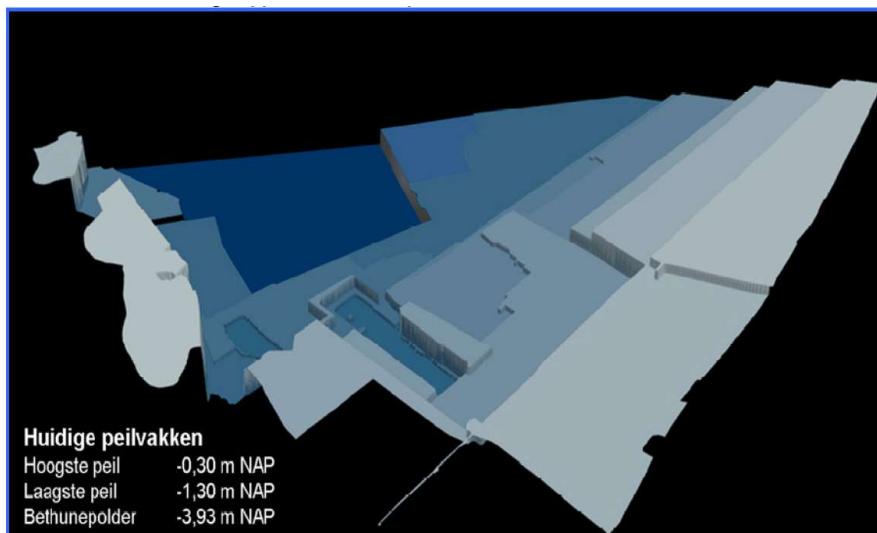 Huidige peilvakken
Hoogste peil -0,30 m NAP
Laagste peil -1,30 m NAP
Bethunepolder -3,93 m NAP